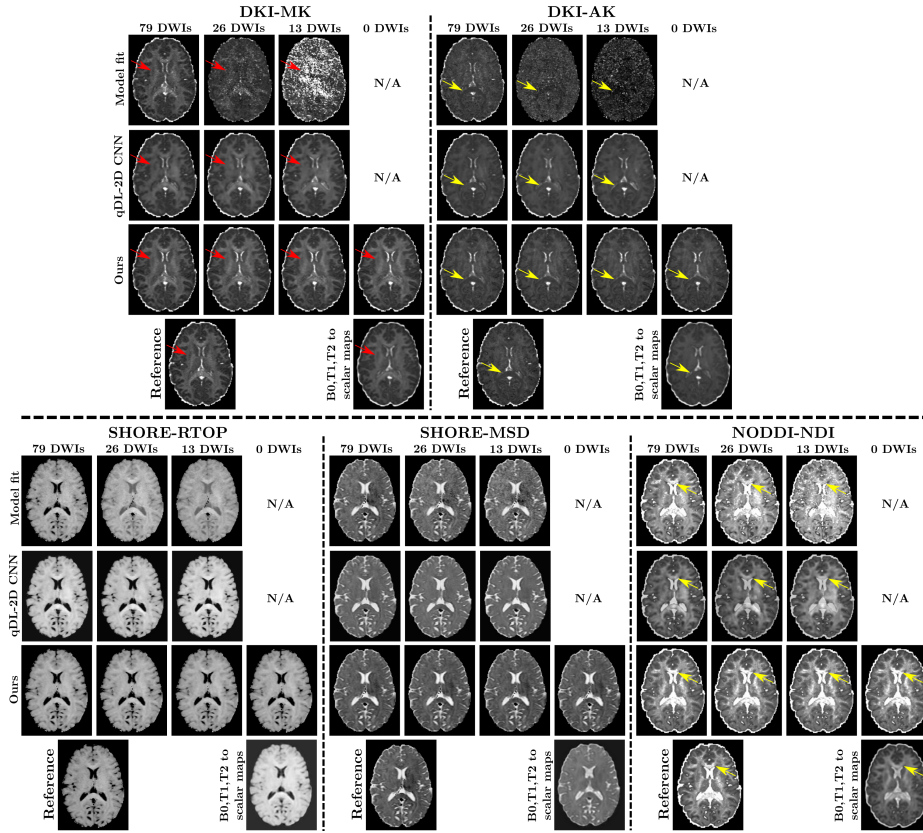 DKI-MK
DKI-AK
79 DWIs 26 DWIs 13 DWIs 0 DWIs
79 DWIs 26 DWIs 13 DWIs 0 DWIs
Model fit
N/A
N/A
qDL-2D CNN
N/A
N/A
Ours
Reference
B0,T1,T2 to
scalar maps
Reference
B0,T1,T2 to
scalar maps
SHORE-RTOP
SHORE-MSD
NODDI-NDI
79 DWIs 26 DWIs 13 DWIs 0 DWIs
79 DWIs 26 DWIs 13 DWIs 0 DWIs
79 DWIs 26 DWIs 13 DWIs 0 DWIs
Model fit
N/A
N/A
N/A
qDL-2D CNN
N/A
N/A
N/A
Ours
Reference
B0,T1,T2 to
scalar maps
Reference
B0,T1,T2 to
scalar maps
Reference
B0,T1,T2 to
scalar maps